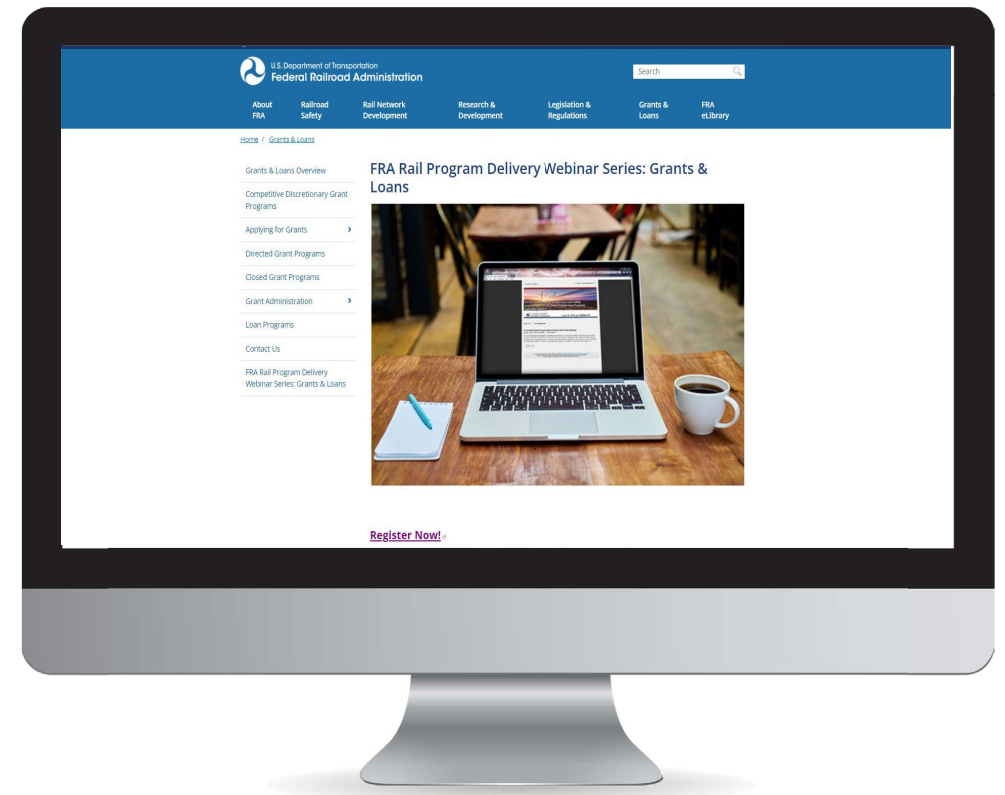 U.S. Department of Transportation
Federal Railroad Administration
Search
About
FRA
Railroad
Safety
Rail Network
Development
Research &
Development
Legislation &
Regulations
Grants &
Loans
FRA
eLibrary
Home / Grants & Loans
Grants & Loans Overview
Competitive Discretionary Grant
Programs
Applying for Grants
Directed Grant Programs
Closed Grant Programs
Grant Administration
Loan Programs
Contact Us
FRA Rail Program Delivery
Webinar Series: Grants & Loans
FRA Rail Program Delivery Webinar Series: Grants &
Loans
Register Now!